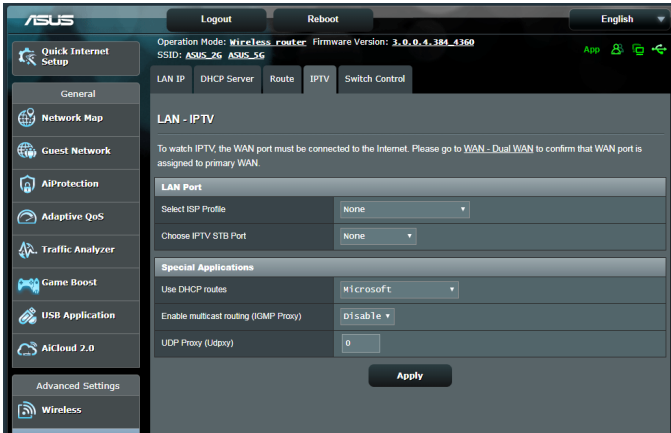 ASUS
Logout
Reboot
English
Operation Mode: Wireless router Firmware Version: 3.0.0.4.384_4360
SSID: ASUS_2G ASUS_5G
App
Quick Internet
Setup
General
Network Map
Guest Network
AiProtection
Adaptive QoS
Traffic Analyzer
Game Boost
USB Application
AiCloud 2.0
Advanced Settings
Wireless
LAN IP
DHCP Server
Route
IPTV
Switch Control
LAN - IPTV
To watch IPTV, the WAN port must be connected to the Internet. Please go to WAN - Dual WAN to confirm that WAN port is
assigned to primary WAN.
LAN Port
Select ISP Profile
None
Choose IPTV STB Port
None
Special Applications
Use DHCP routes
Microsoft
Enable multicast routing (IGMP Proxy)
Disable
UDP Proxy (Udpxy)
0
Apply